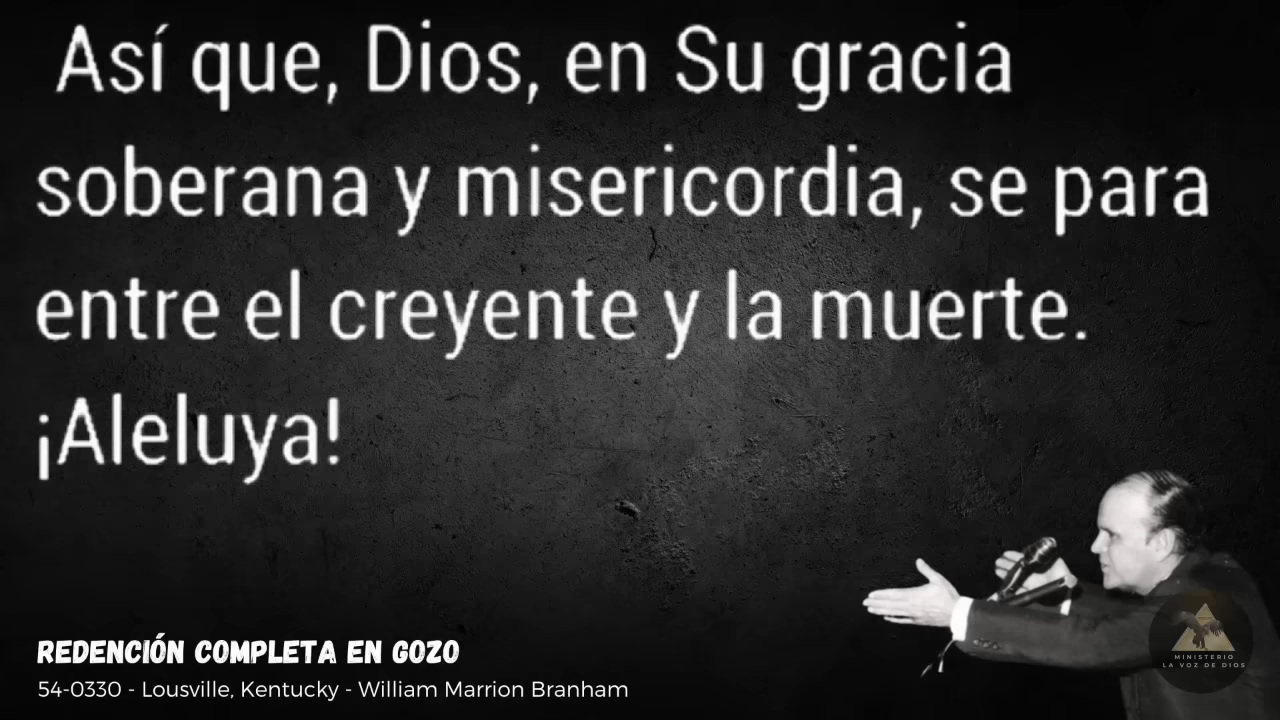 Así que, Dios, en Su gracia
soberana y misericordia, se para
entre el creyente y la muerte.
¡Aleluya!
REDENCIÓN COMPLETA EN GOZO
54-0330 - Lousville, Kentucky - William Marrion Branham
MINISTERIO
LA VOZ DE DIOS